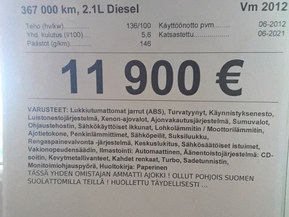 367 000 km, 2.1L Diesel Vm 2012
Teho (hv/kw) 136/100 Käyttöönotto pvm 06-2012
Yhd. kulutus (l/100) 5,6 Katsastettu 06-2021
Päästöt (g/km) 146
11 900 €
VARUSTEET: Lukkiutumattomat jarrut (ABS), Turvatyynyt, Käynnistyksenesto,
Luistonestojärjestelmä, Xenon-ajovalot, Ajonvakautusjärjestelmä, Sumuvalot,
Ohjaustehostin, Sähkökäyttöiset ikkunat, Lohkolämmitin / Moottorilämmitin,
Ajotietokone, Penkinlämmittimet, Sähköpeilit, Suksiluukku,
Rengaspainevalvonta-järjestelmä, Keskuslukitus, Sähkösäätöiset istuimet,
Vakionopeudensäädin, Ilmastointi: Automaattinen, Äänentoistojärjestelmä: CD-
soitin, Kevytmetallivanteet, Kahdet renkaat, Turbo, Sadetunnistin,
Monitoimiohjauspyörä, Huoltokirja: Paperinen
TÄSSÄ YHDEN OMISTAJAN AMMATTI AJOKKI ! OLLUT POHJOIS SUOMEN
SUOLATTOMILLA TEILLÄ ! HUOLLETTU TÄYDELLISESTI ...